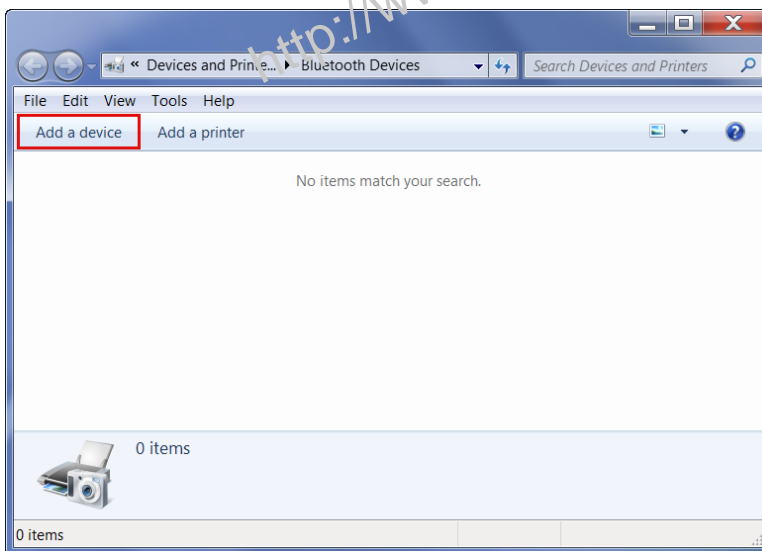 http://w
« Devices and Printe... ▸ Bluetooth Devices
Search Devices and Printers
File Edit View Tools Help
Add a device Add a printer
No items match your search.
0 items
0 items